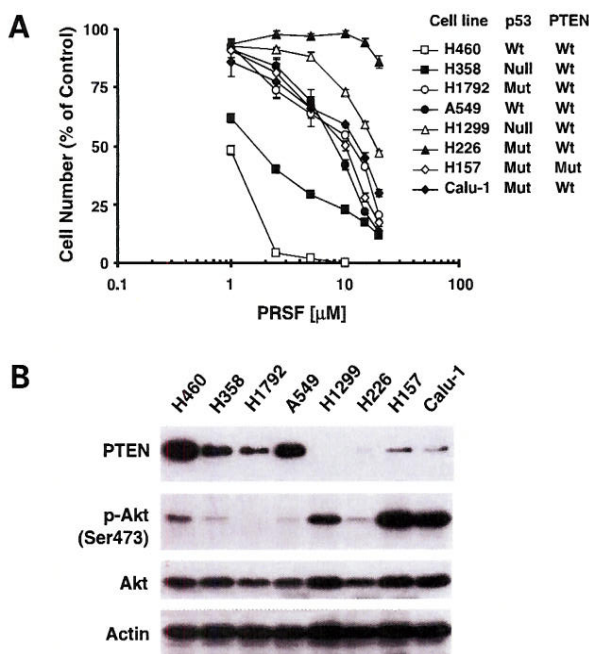 A
Cell line p53 PTEN
H460 Wt Wt
H358 Null Wt
H1792 Mut Wt
A549 Wt Wt
H1299 Null Wt
H226 Mut Wt
H157 Mut Mut
Calu-1 Mut Wt
Cell Number (% of Control)
100
75
50
25
0
0.1 1 10 100
PRSF [µM]
B
H460 H358 H1792 A549 H1299 H226 H157 Calu-1
PTEN
p-Akt
(Ser473)
Akt
Actin